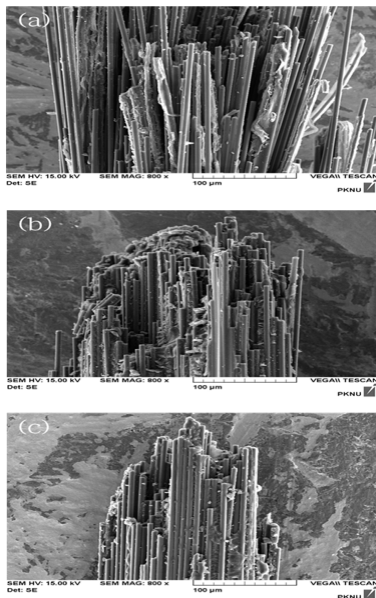 (a)
SEM HV: 15.00 kV SEM MAG: 800 x VEGA\\ TESCAN
Det: SE 100 µm
PKNU
(b)
SEM HV: 15.00 kV SEM MAG: 800 x VEGA\\ TESCAN
Det: SE 100 µm
PKNU
(c)
SEM HV: 15.00 kV SEM MAG: 800 x VEGA\\ TESCAN
Det: SE 100 µm
PKNU